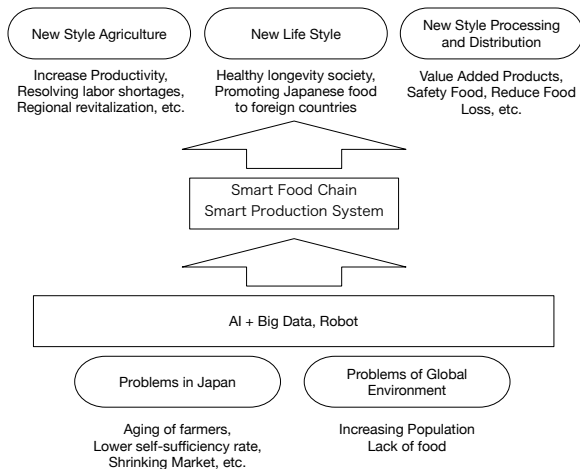 New Style Agriculture
New Life Style
New Style Processing
and Distribution
Increase Productivity,
Resolving labor shortages,
Regional revitalization, etc.
Healthy longevity society,
Promoting Japanese food
to foreign countries
Value Added Products,
Safety Food, Reduce Food
Loss, etc.
Smart Food Chain
Smart Production System
AI + Big Data, Robot
Problems in Japan
Problems of Global
Environment
Aging of farmers,
Lower self-sufficiency rate,
Shrinking Market, etc.
Increasing Population
Lack of food